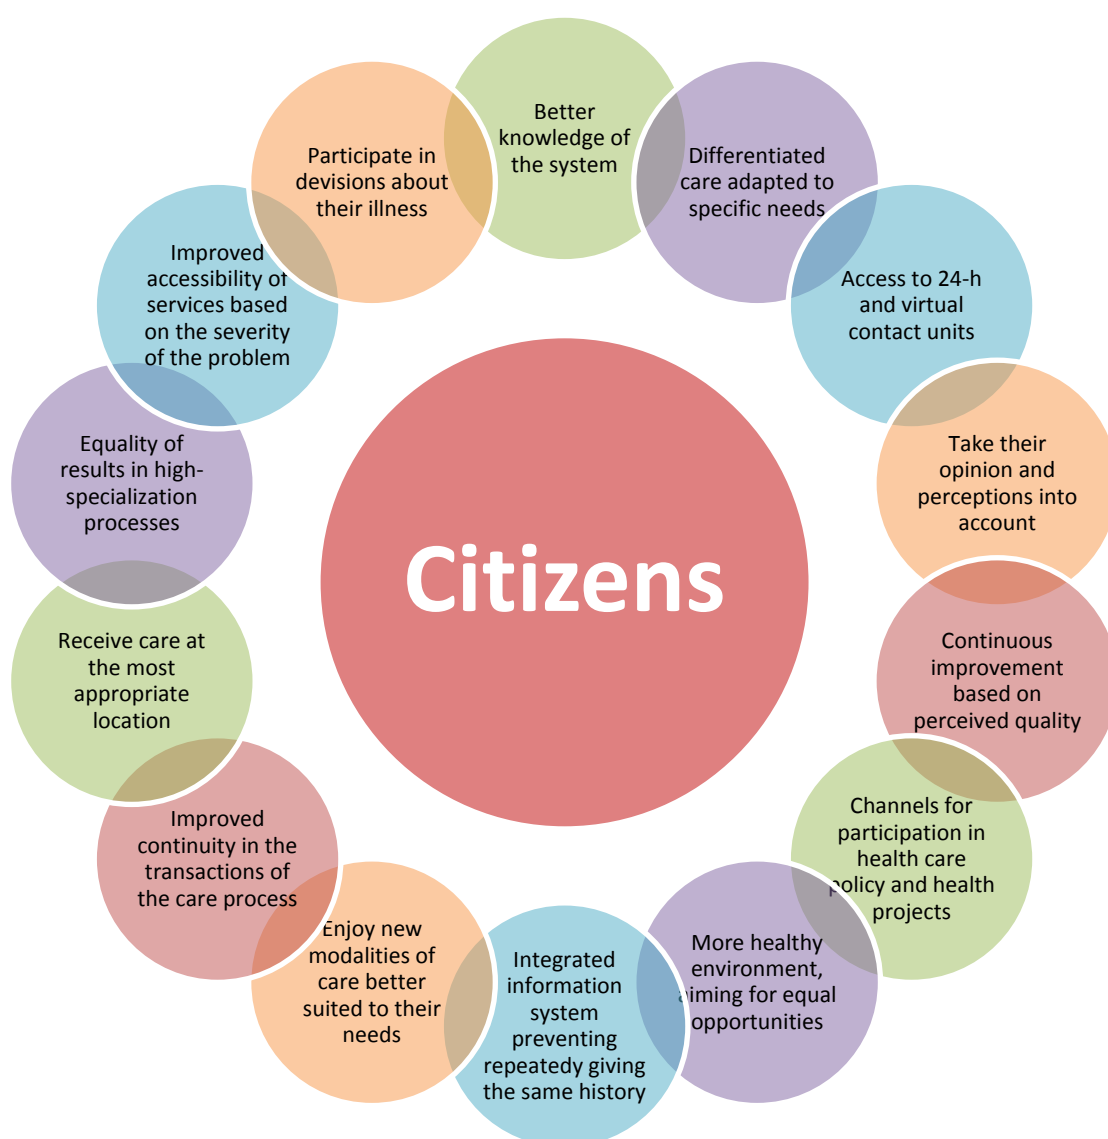 Better
knowledge of
the system
Differentiated
care adapted to
specific needs
Access to 24-h
and virtual
contact units
Take their
opinion and
perceptions into
account
Continuous
improvement
based on
perceived quality
Channels for
participation in
health care
policy and health
projects
More healthy
environment,
aiming for equal
opportunities
Integrated
information
system
preventing
repeatedy giving
the same history
Enjoy new
modalities of
care better
suited to their
needs
Improved
continuity in the
transactions of
the care process
Receive care at
the most
appropriate
location
Equality of
results in high-
specialization
processes
Improved
accessibility of
services based
on the severity
of the problem
Participate in
devisions about
their illness
Citizens